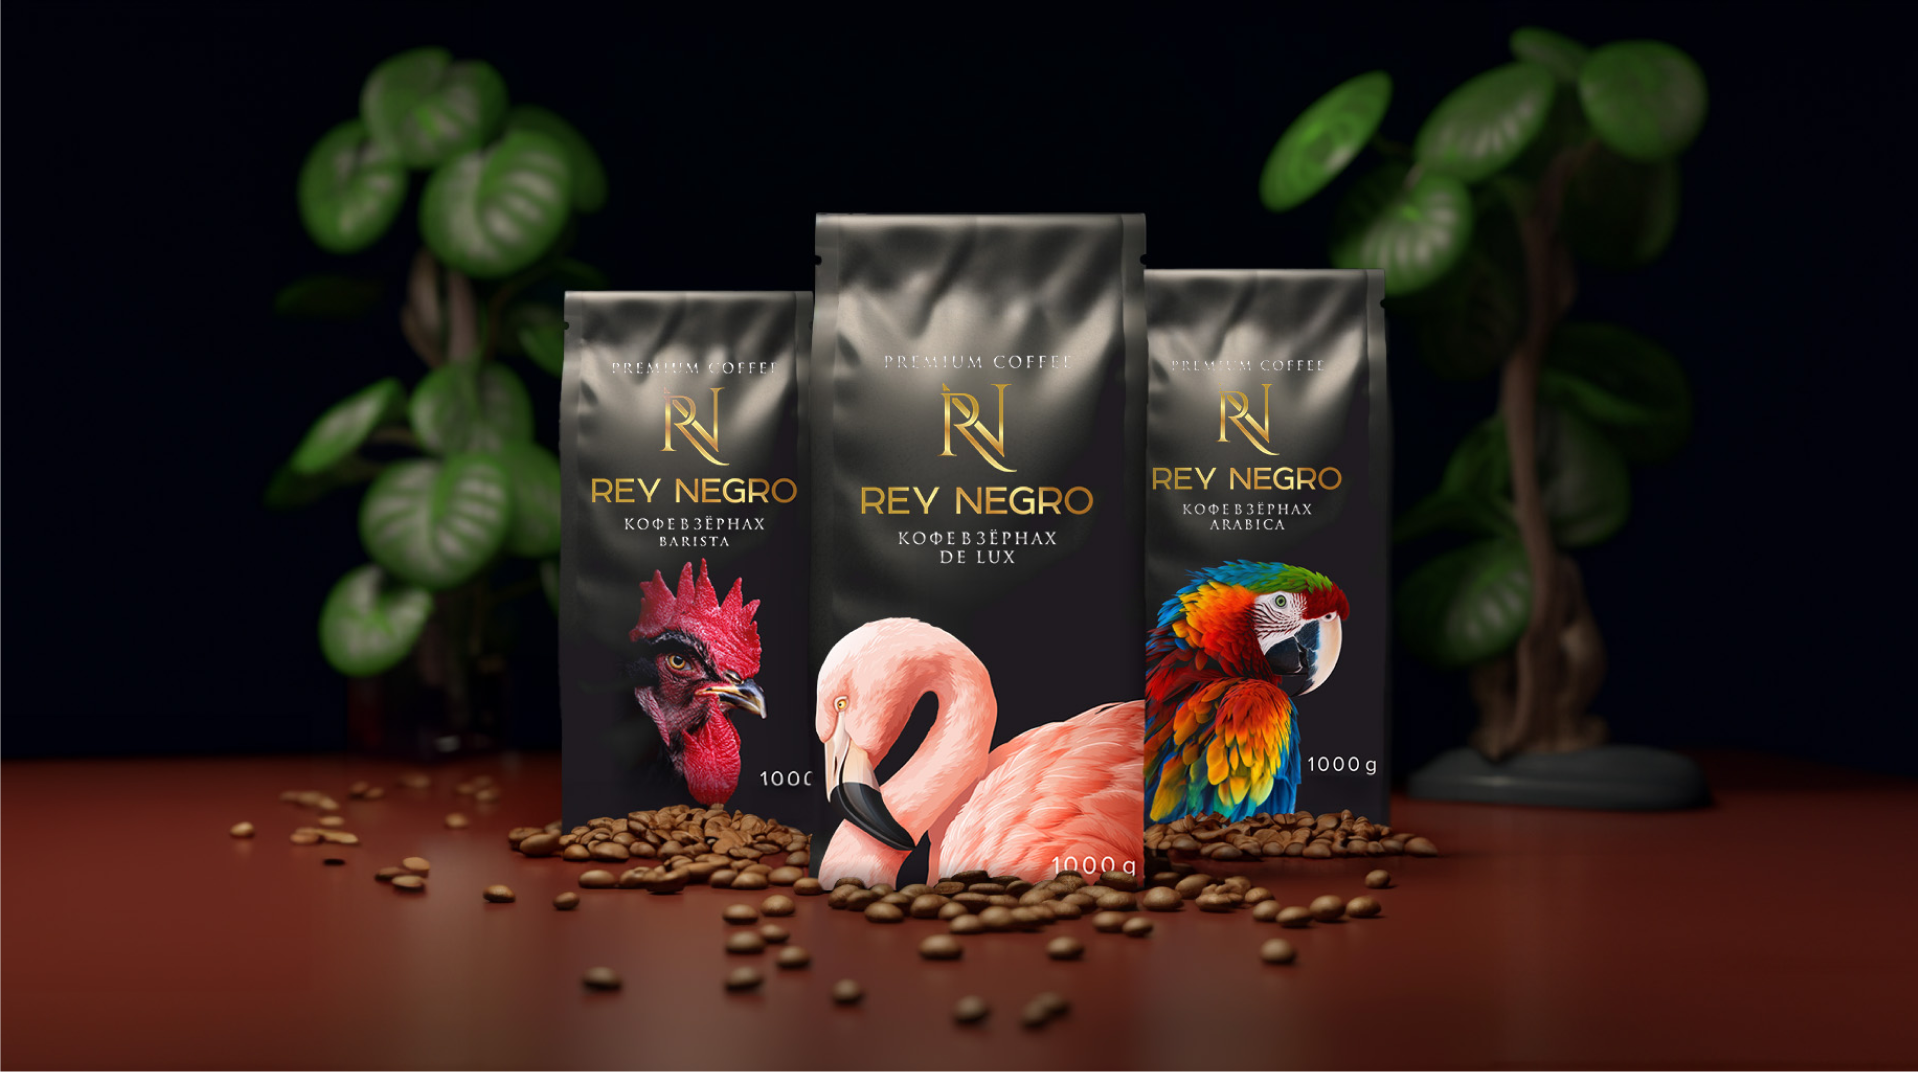 PREMIUM COFFEE
RN
REY NEGRO
КОФЕ В ЗЁРНАХ
BARISTA
1000
PREMIUM COFFEE
RN
REY NEGRO
КОФЕ В ЗЁРНАХ
DE LUX
1000 g
PREMIUM COFFEE
RN
REY NEGRO
КОФЕ В ЗЁРНАХ
ARABICA
1000 g